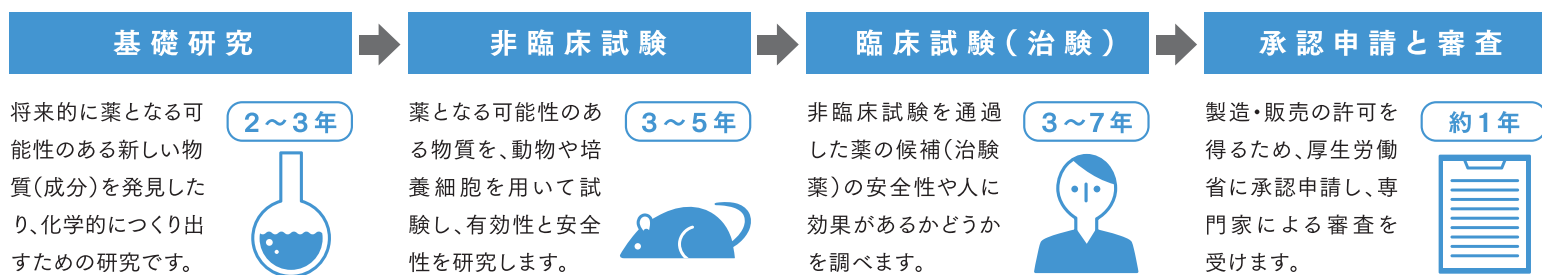 基礎研究
2〜3年
将来的に薬となる可
能性のある新しい物
質(成分)を発見した
り、化学的につくり出
すための研究です。
非臨床試験
3〜5年
薬となる可能性のあ
る物質を、動物や培
養細胞を用いて試
験し、有効性と安全
性を研究します。
臨床試験(治験)
3〜7年
非臨床試験を通過
した薬の候補(治験
薬)の安全性や人に
効果があるかどうか
を調べます。
承認申請と審査
約1年
製造・販売の許可を
得るため、厚生労働
省に承認申請し、専
門家による審査を
受けます。